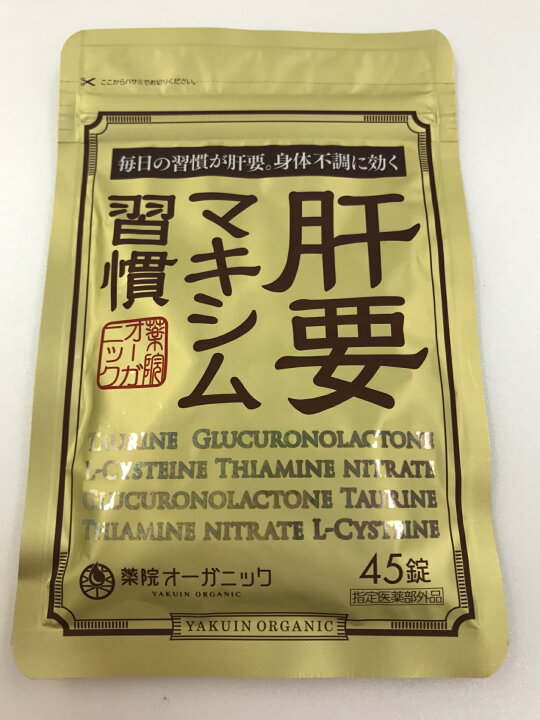 ここからハサミでお切りください。
毎日の習慣が肝要。身体不調に効く
肝要
マキシム
習慣
薬院
オーガ
ニック
TAURINE GLUCURONOLACTONE
L-CYSTEINE THIAMINE NITRATE
GLUCURONOLACTONE TAURINE
THIAMINE NITRATE L-CYSTEINE
薬院オーガニック
YAKUIN ORGANIC
45錠
指定医薬部外品
YAKUIN ORGANIC